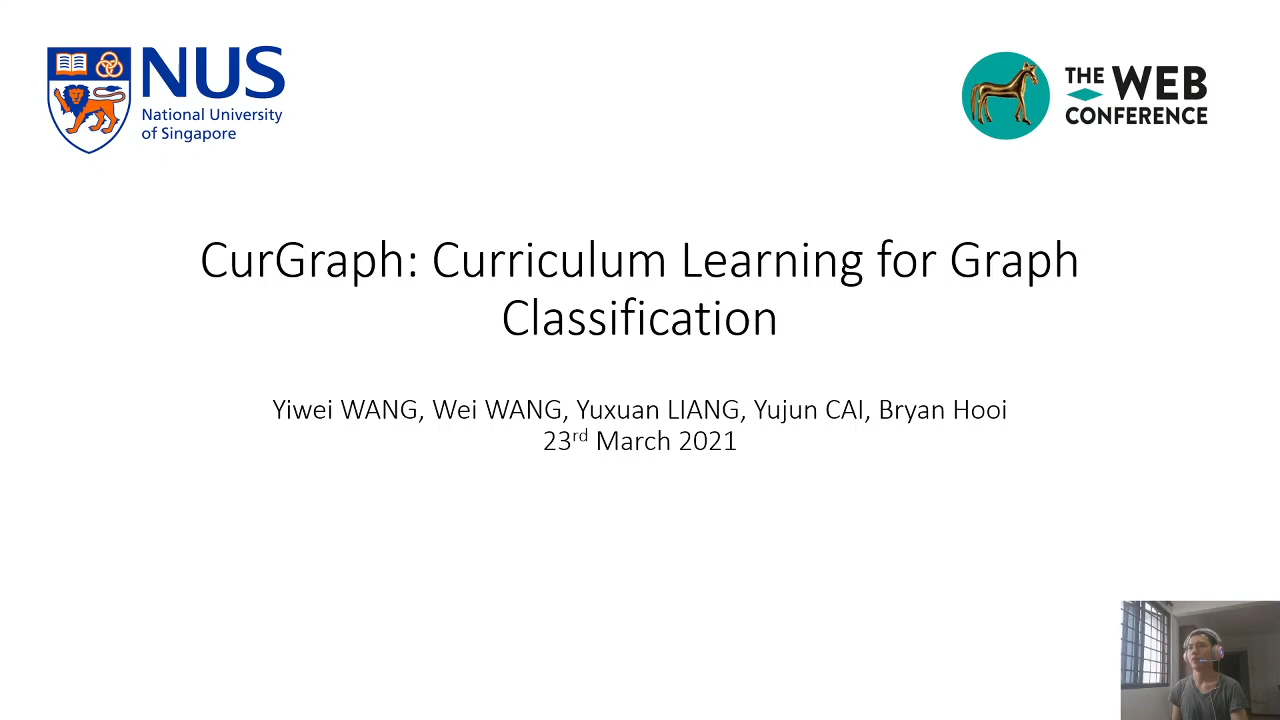 NUS
National University
of Singapore
THE WEB
CONFERENCE
CurGraph: Curriculum Learning for Graph
Classification
Yiwei WANG, Wei WANG, Yuxuan LIANG, Yujun CAI, Bryan Hooi
23rd March 2021